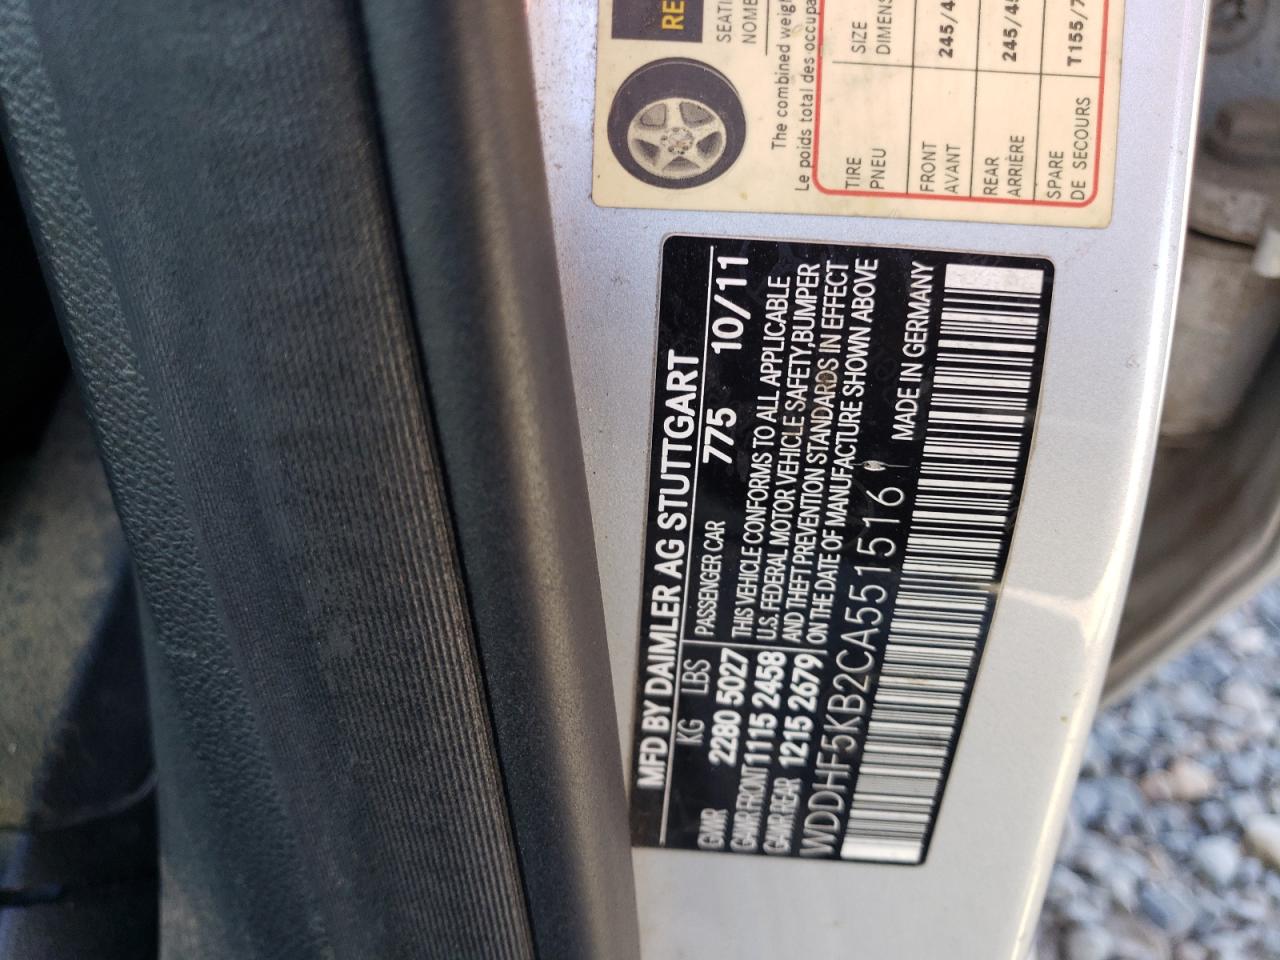 RE
SEATI
NOMB
The combined weigh
Le poids total des occupa
TIRE SIZE
PNEU DIMENS
FRONT 245/4
AVANT
REAR 245/45
ARRIÈRE
SPARE T155/7
DE SECOURS
MFD BY DAIMLER AG STUTTGART
KG LBS PASSENGER CAR 775 10/11
GVWR 2280 5027 THIS VEHICLE CONFORMS TO ALL APPLICABLE
GAWR FRONT 1115 2458 U.S. FEDERAL MOTOR VEHICLE SAFETY,BUMPER
GAWR REAR 1215 2679 AND THEFT PREVENTION STANDARDS IN EFFECT
ON THE DATE OF MANUFACTURE SHOWN ABOVE
WDDHF5KB2CA551516 MADE IN GERMANY